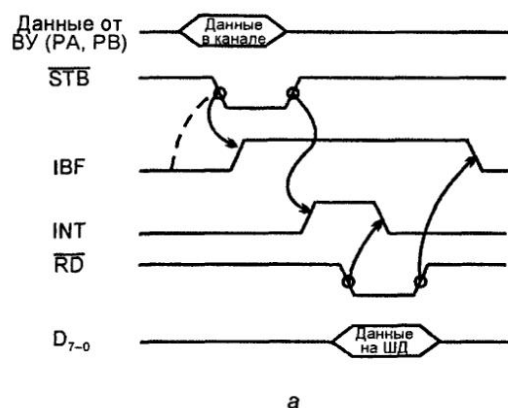 Данные от
ВУ (PA, PB)
Данные
в канале
STB
IBF
INT
RD
D7–0
Данные
на ШД
а